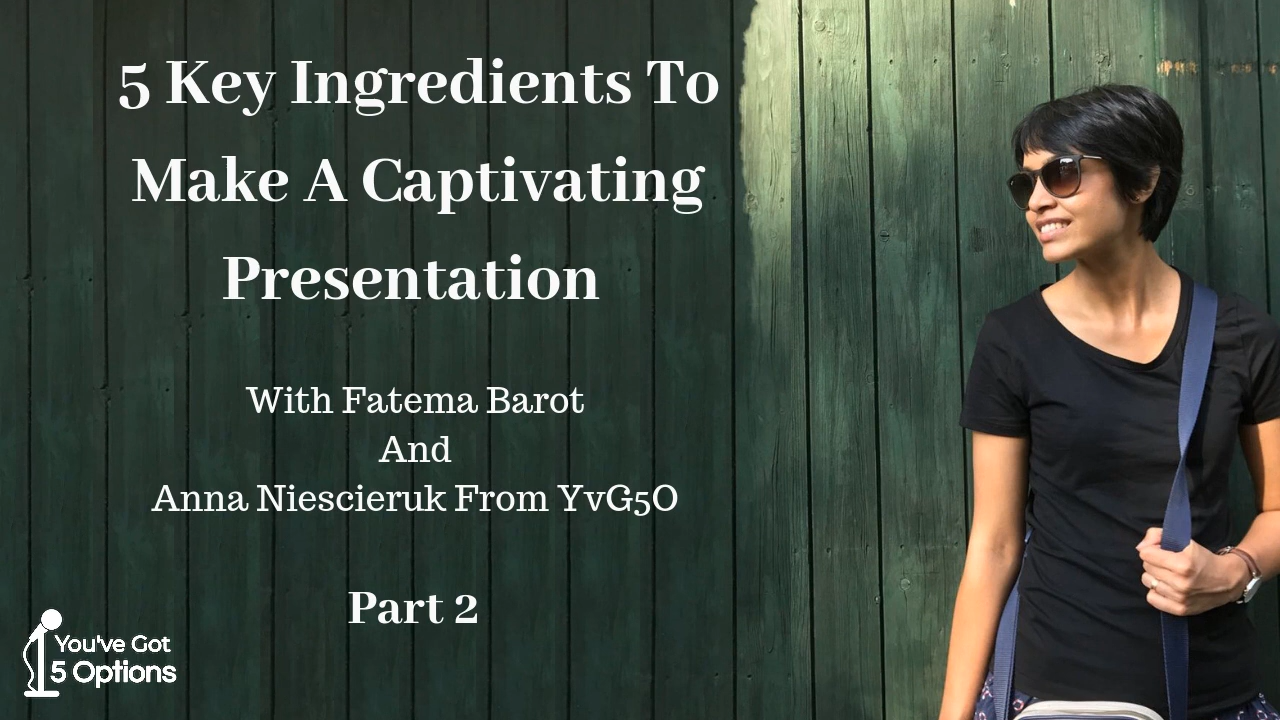 5 Key Ingredients To
Make A Captivating
Presentation
With Fatema Barot
And
Anna Niescieruk From YvG5O
Part 2
You've Got
5 Options